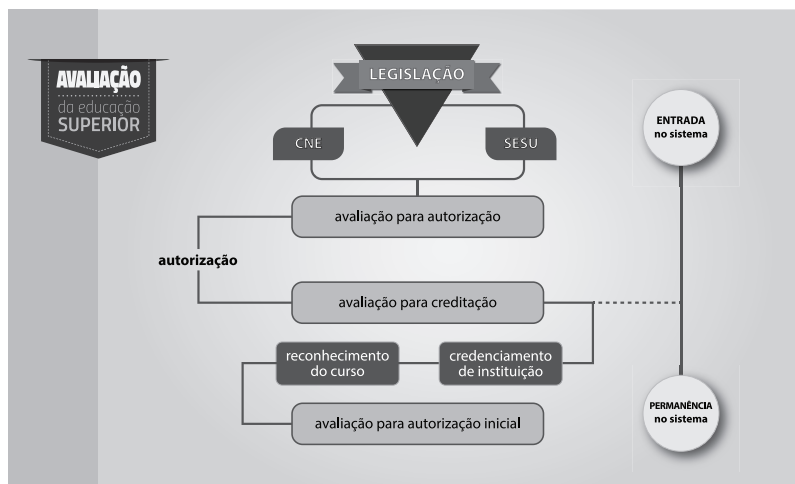 AVALIAÇÃO
da educação
SUPERIOR
LEGISLAÇÃO
CNE
SESU
ENTRADA
no sistema
avaliação para autorização
autorização
avaliação para creditação
reconhecimento
do curso
credenciamento
de instituição
avaliação para autorização inicial
PERMANÊNCIA
no sistema